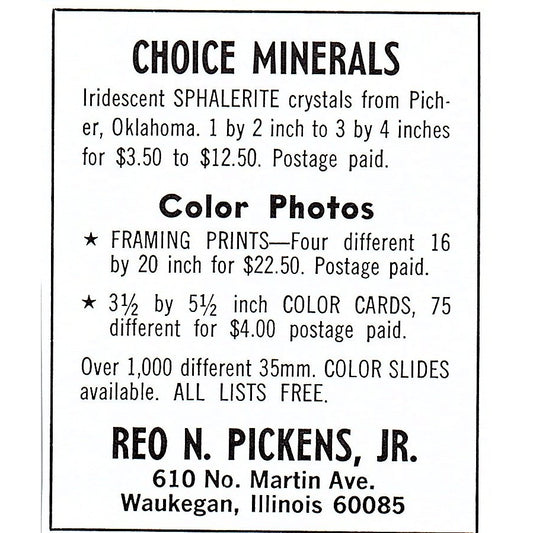 CHOICE MINERALS
Iridescent SPHALERITE crystals from Pich-
er, Oklahoma. 1 by 2 inch to 3 by 4 inches
for $3.50 to $12.50. Postage paid.
Color Photos
★ FRAMING PRINTS—Four different 16
by 20 inch for $22.50. Postage paid.
★ 3½ by 5½ inch COLOR CARDS, 75
different for $4.00 postage paid.
Over 1,000 different 35mm. COLOR SLIDES
available. ALL LISTS FREE.
REO N. PICKENS, JR.
610 No. Martin Ave.
Waukegan, Illinois 60085